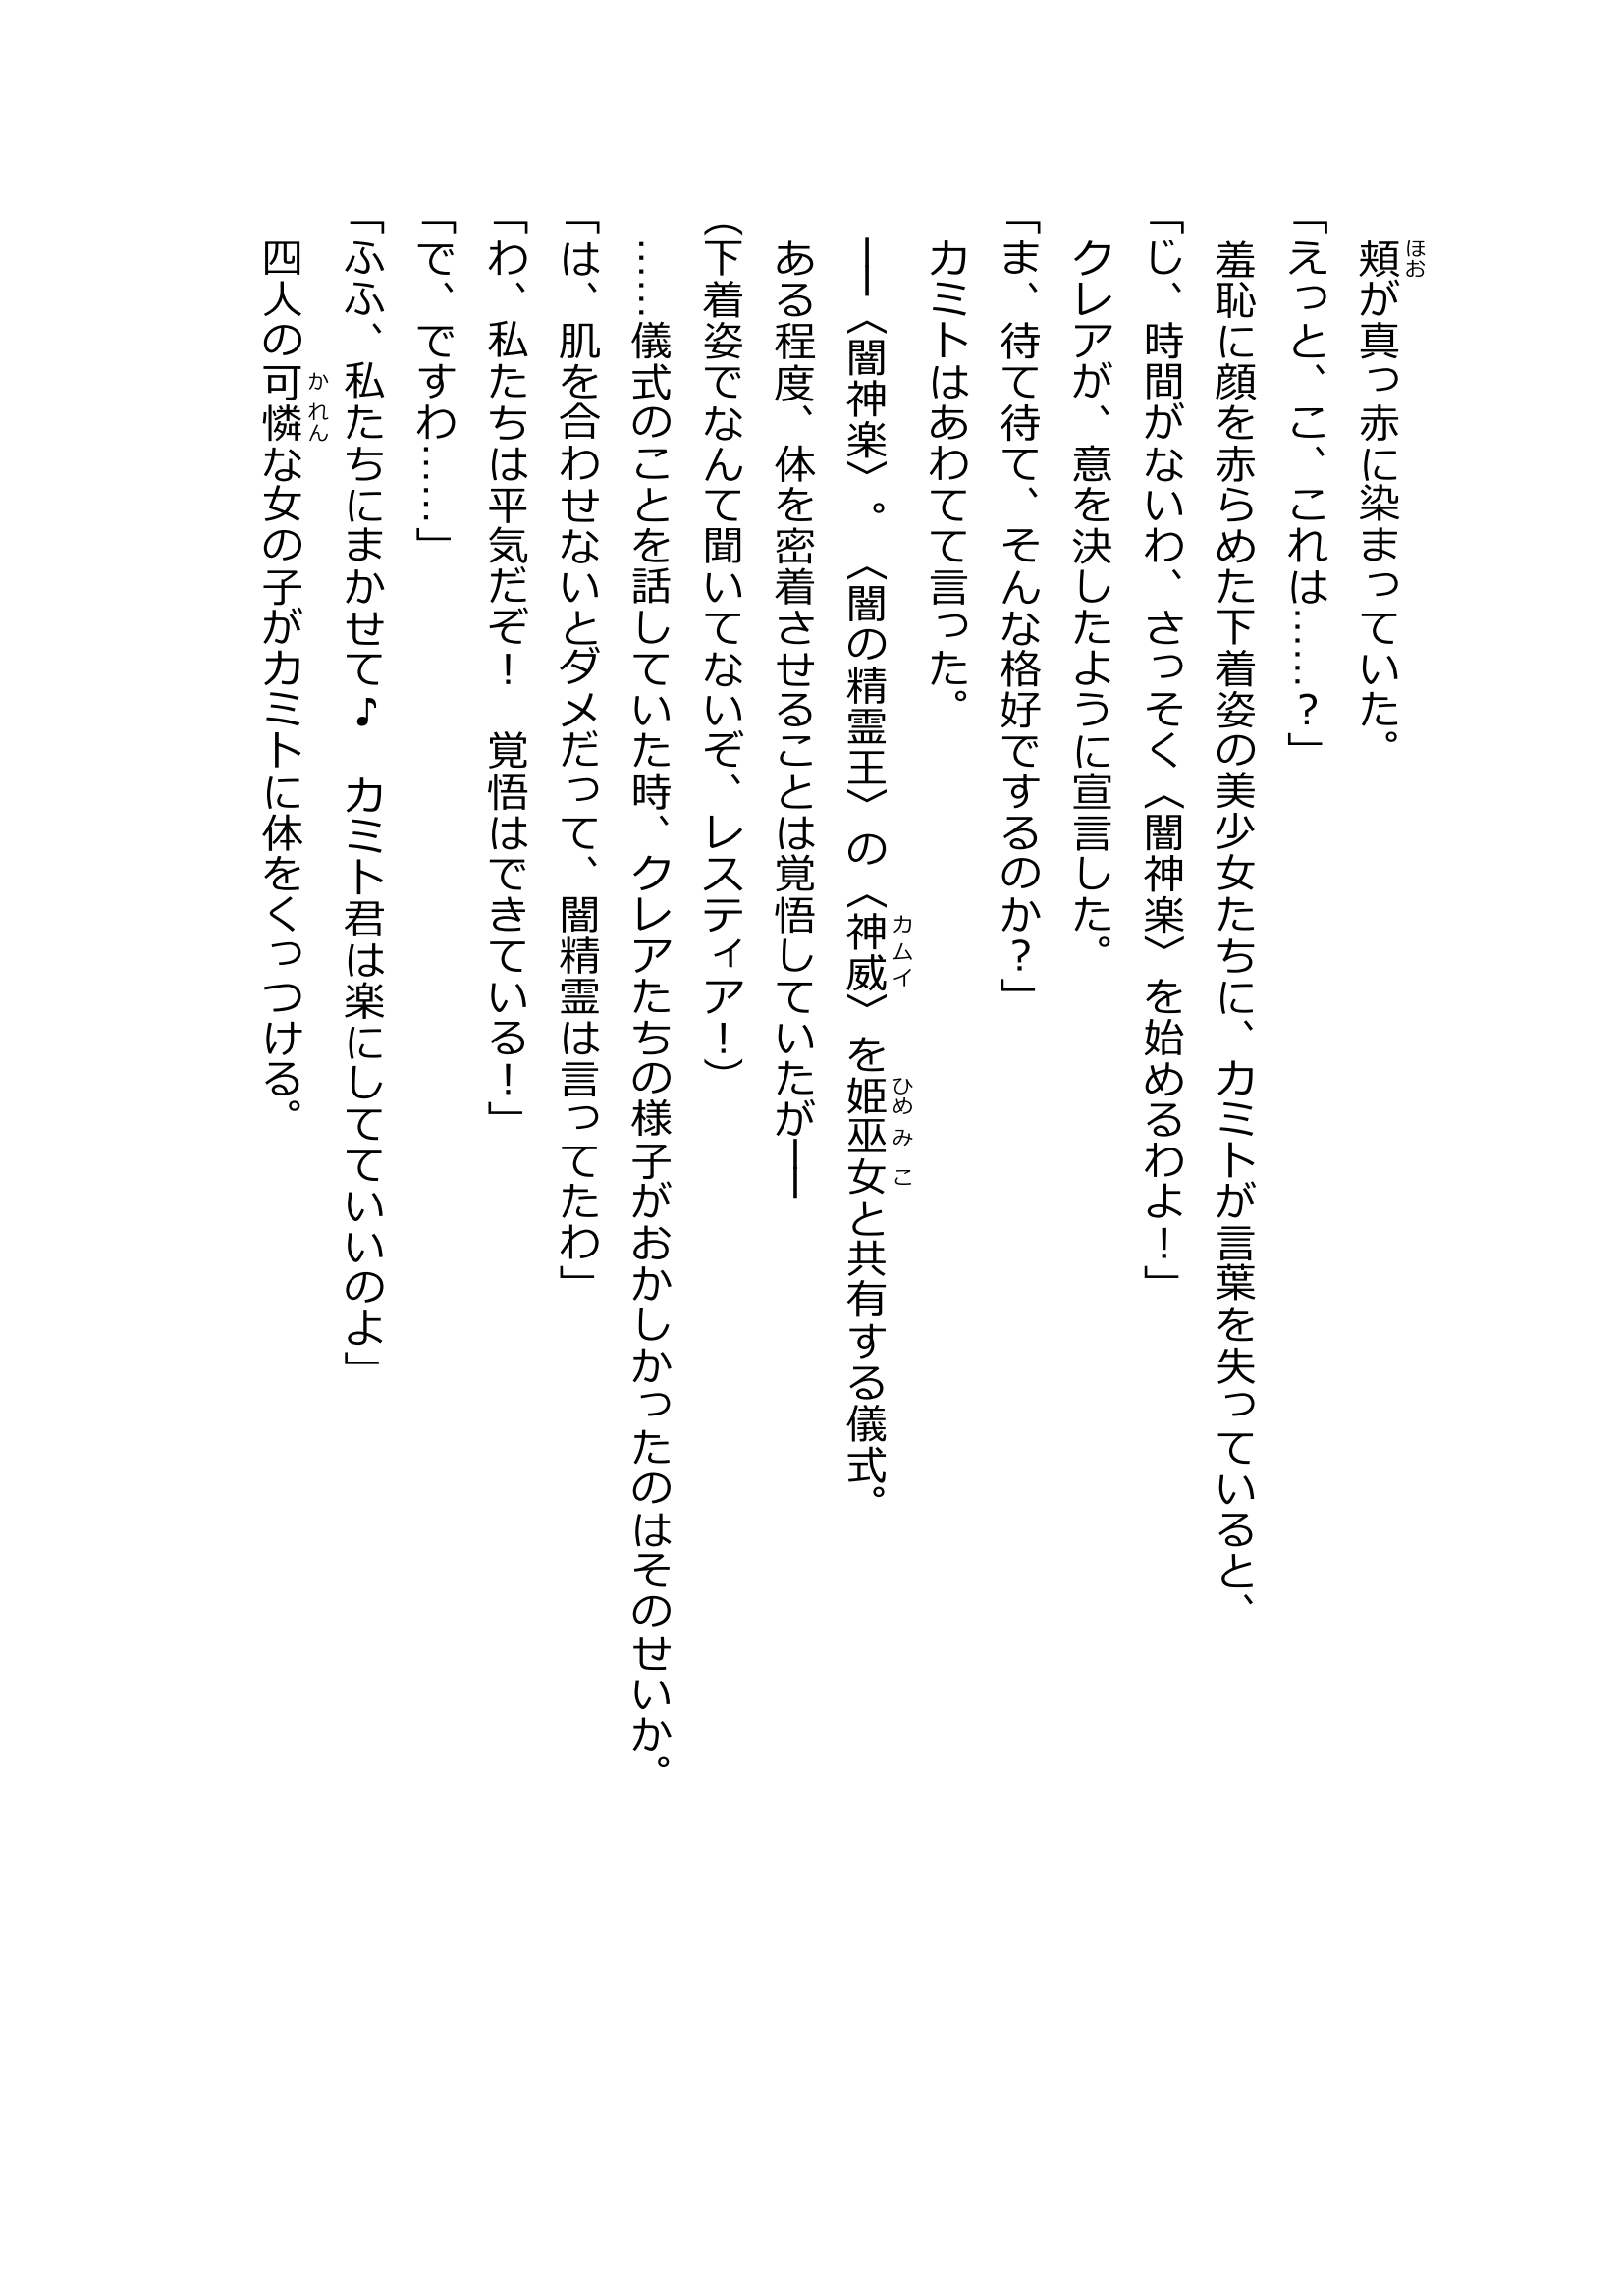 頬が真っ赤に染まっていた。
「えっと、こ、これは……？」
羞恥に顔を赤らめた下着姿の美少女たちに、カミトが言葉を失っていると、
「じ、時間がないわ、さっそく〈闇神楽〉を始めるわよ！」
クレアが、意を決したように宣言した。
「ま、待て待て、そんな格好でするのか？」
カミトはあわてて言った。
――〈闇神楽〉。〈闇の精霊王〉の〈神威〉を姫巫女と共有する儀式。
ある程度、体を密着させることは覚悟していたが――
（下着姿でなんて聞いてないぞ、レスティア！）
……儀式のことを話していた時、クレアたちの様子がおかしかったのはそのせいか。
「は、肌を合わせないとダメだって、闇精霊は言ってたわ」
「わ、私たちは平気だぞ！　覚悟はできている！」
「で、ですわ……」
「ふふ、私たちにまかせて♪　カミト君は楽にしてていいのよ」
四人の可憐な女の子がカミトに体をくっつける。